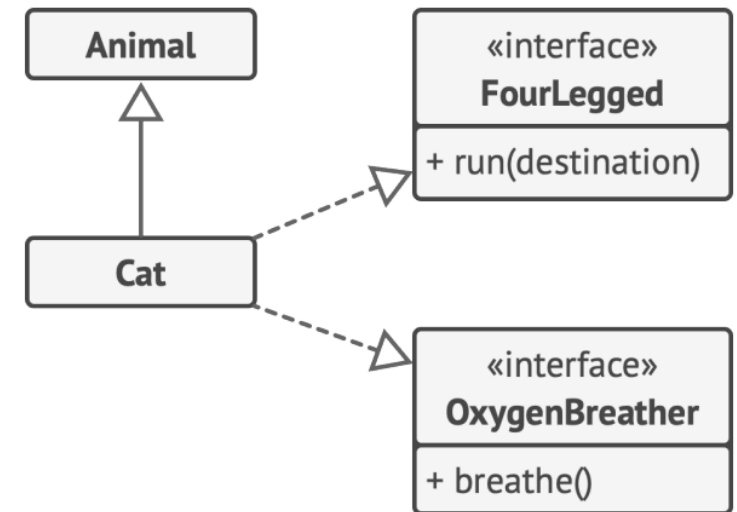 Animal
Cat
«interface»
FourLegged
+ run(destination)
«interface»
OxygenBreather
+ breathe()